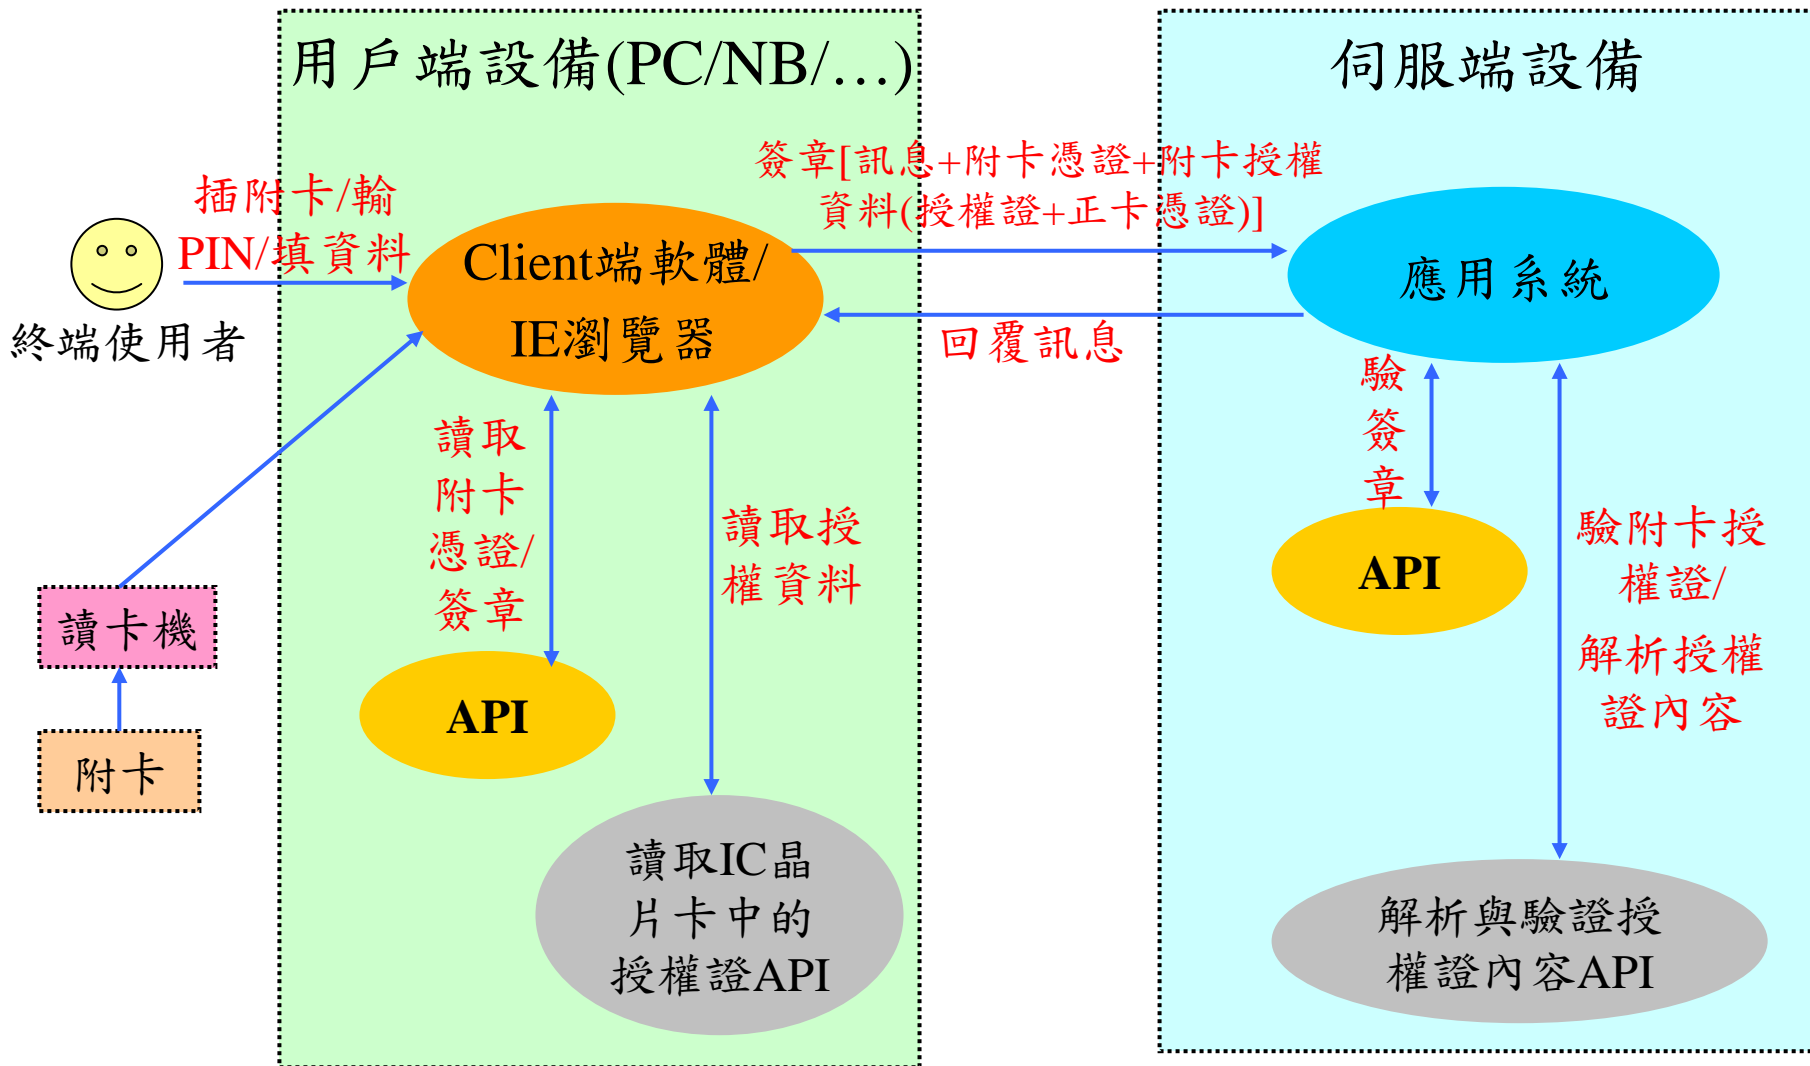 用戶端設備(PC/NB/…)
伺服端設備
插附卡/輸
PIN/填資料
終端使用者
Client端軟體/
IE瀏覽器
簽章[訊息+附卡憑證+附卡授權
資料(授權證+正卡憑證)]
回覆訊息
應用系統
讀取
附卡
憑證/
簽章
讀取授
權資料
驗
簽
章
驗附卡授
權證/
解析授權
證內容
讀卡機
附卡
API
API
讀取IC晶
片卡中的
授權證API
解析與驗證授
權證內容API